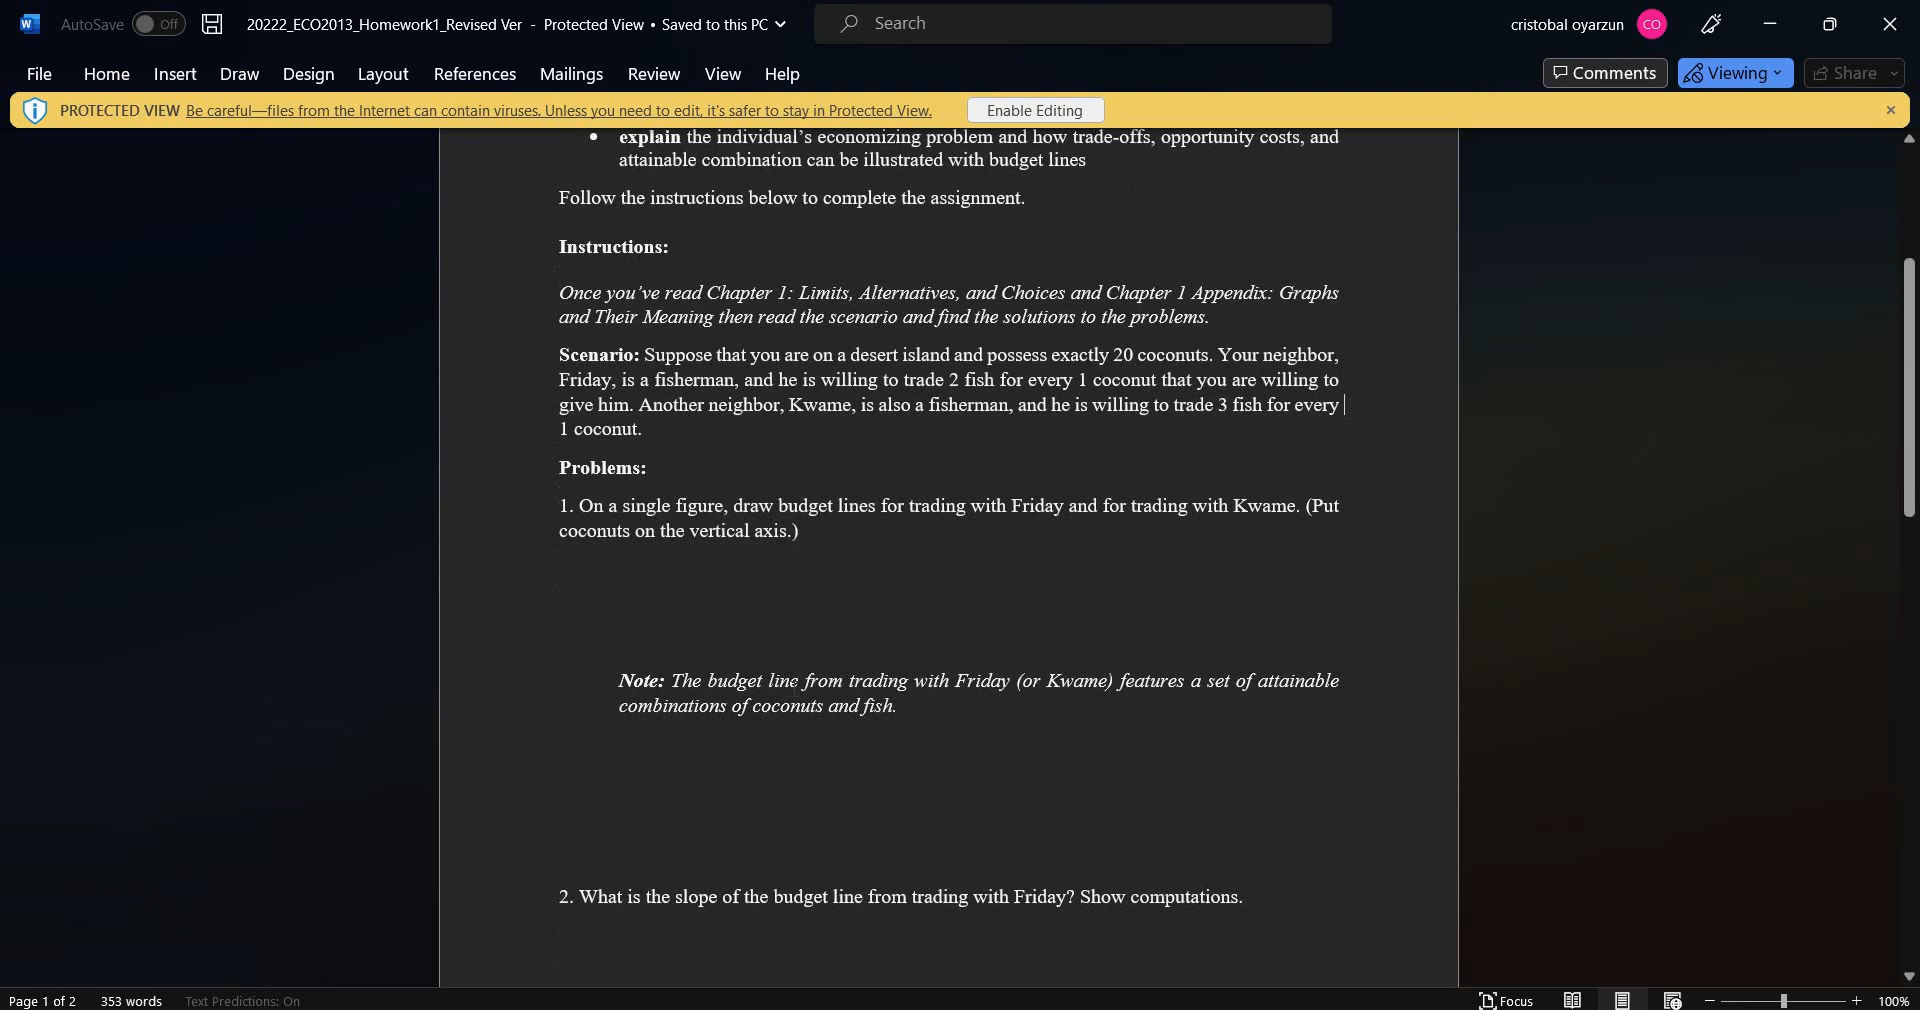 AutoSave Off 20222_ECO2013_Homework1_Revised Ver - Protected View • Saved to this PC Search cristobal oyarzun CO
File Home Insert Draw Design Layout References Mailings Review View Help Comments Viewing Share
PROTECTED VIEW Be careful—files from the Internet can contain viruses. Unless you need to edit, it's safer to stay in Protected View. Enable Editing
• explain the individual's economizing problem and how trade-offs, opportunity costs, and
attainable combination can be illustrated with budget lines
Follow the instructions below to complete the assignment.
Instructions:
Once you've read Chapter 1: Limits, Alternatives, and Choices and Chapter 1 Appendix: Graphs
and Their Meaning then read the scenario and find the solutions to the problems.
Scenario: Suppose that you are on a desert island and possess exactly 20 coconuts. Your neighbor,
Friday, is a fisherman, and he is willing to trade 2 fish for every 1 coconut that you are willing to
give him. Another neighbor, Kwame, is also a fisherman, and he is willing to trade 3 fish for every
1 coconut.
Problems:
1. On a single figure, draw budget lines for trading with Friday and for trading with Kwame. (Put
coconuts on the vertical axis.)
Note: The budget line from trading with Friday (or Kwame) features a set of attainable
combinations of coconuts and fish.
2. What is the slope of the budget line from trading with Friday? Show computations.
Page 1 of 2 353 words Text Predictions: On Focus 100%